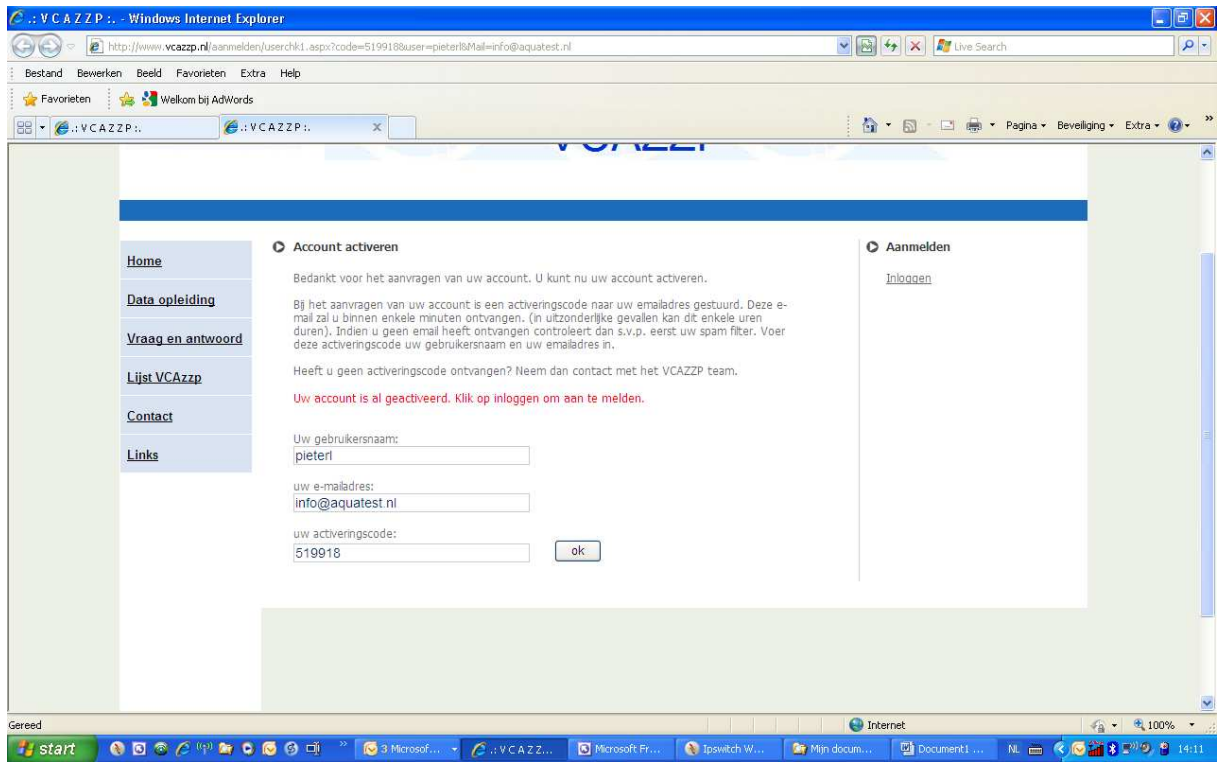 .: V C A Z Z P :. - Windows Internet Explorer
http://www.vcazzp.nl/aanmelden/userchk1.aspx?code=519918&user=pieterl&Mail=info@aquatest.nl
Live Search
Bestand Bewerken Beeld Favorieten Extra Help
Favorieten Welkom bij AdWords
.: V C A Z Z P :. .: V C A Z Z P :. x Pagina Beveiliging Extra »
VCAZZP
Account activeren
Aanmelden
Home
Bedankt voor het aanvragen van uw account. U kunt nu uw account activeren.
Inloggen
Data opleiding
Bij het aanvragen van uw account is een activeringscode naar uw emailadres gestuurd. Deze e-
mail zal u binnen enkele minuten ontvangen. (in uitzonderlijke gevallen kan dit enkele uren
duren). Indien u geen email heeft ontvangen controleert dan s.v.p. eerst uw spam filter. Voer
deze activeringscode uw gebruikersnaam en uw emailadres in.
Vraag en antwoord
Heeft u geen activeringscode ontvangen? Neem dan contact met het VCAZZP team.
Lijst VCAzzp
Uw account is al geactiveerd. Klik op inloggen om aan te melden.
Contact
Uw gebruikersnaam:
pieterl
Links
uw e-mailadres:
info@aquatest.nl
uw activeringscode:
519918
ok
Gereed Internet 100%
start » 3 Microsof... .: V C A Z Z... Microsoft Fr... Ipswitch W... Mijn docum... Document1 ... NL 14:11